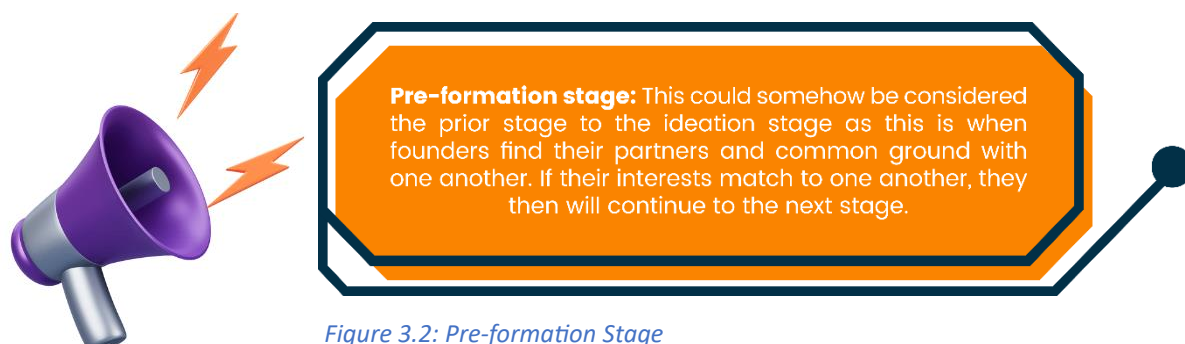 Pre-formation stage: This could somehow be considered
the prior stage to the ideation stage as this is when
founders find their partners and common ground with
one another. If their interests match to one another, they
then will continue to the next stage.
Figure 3.2: Pre-formation Stage